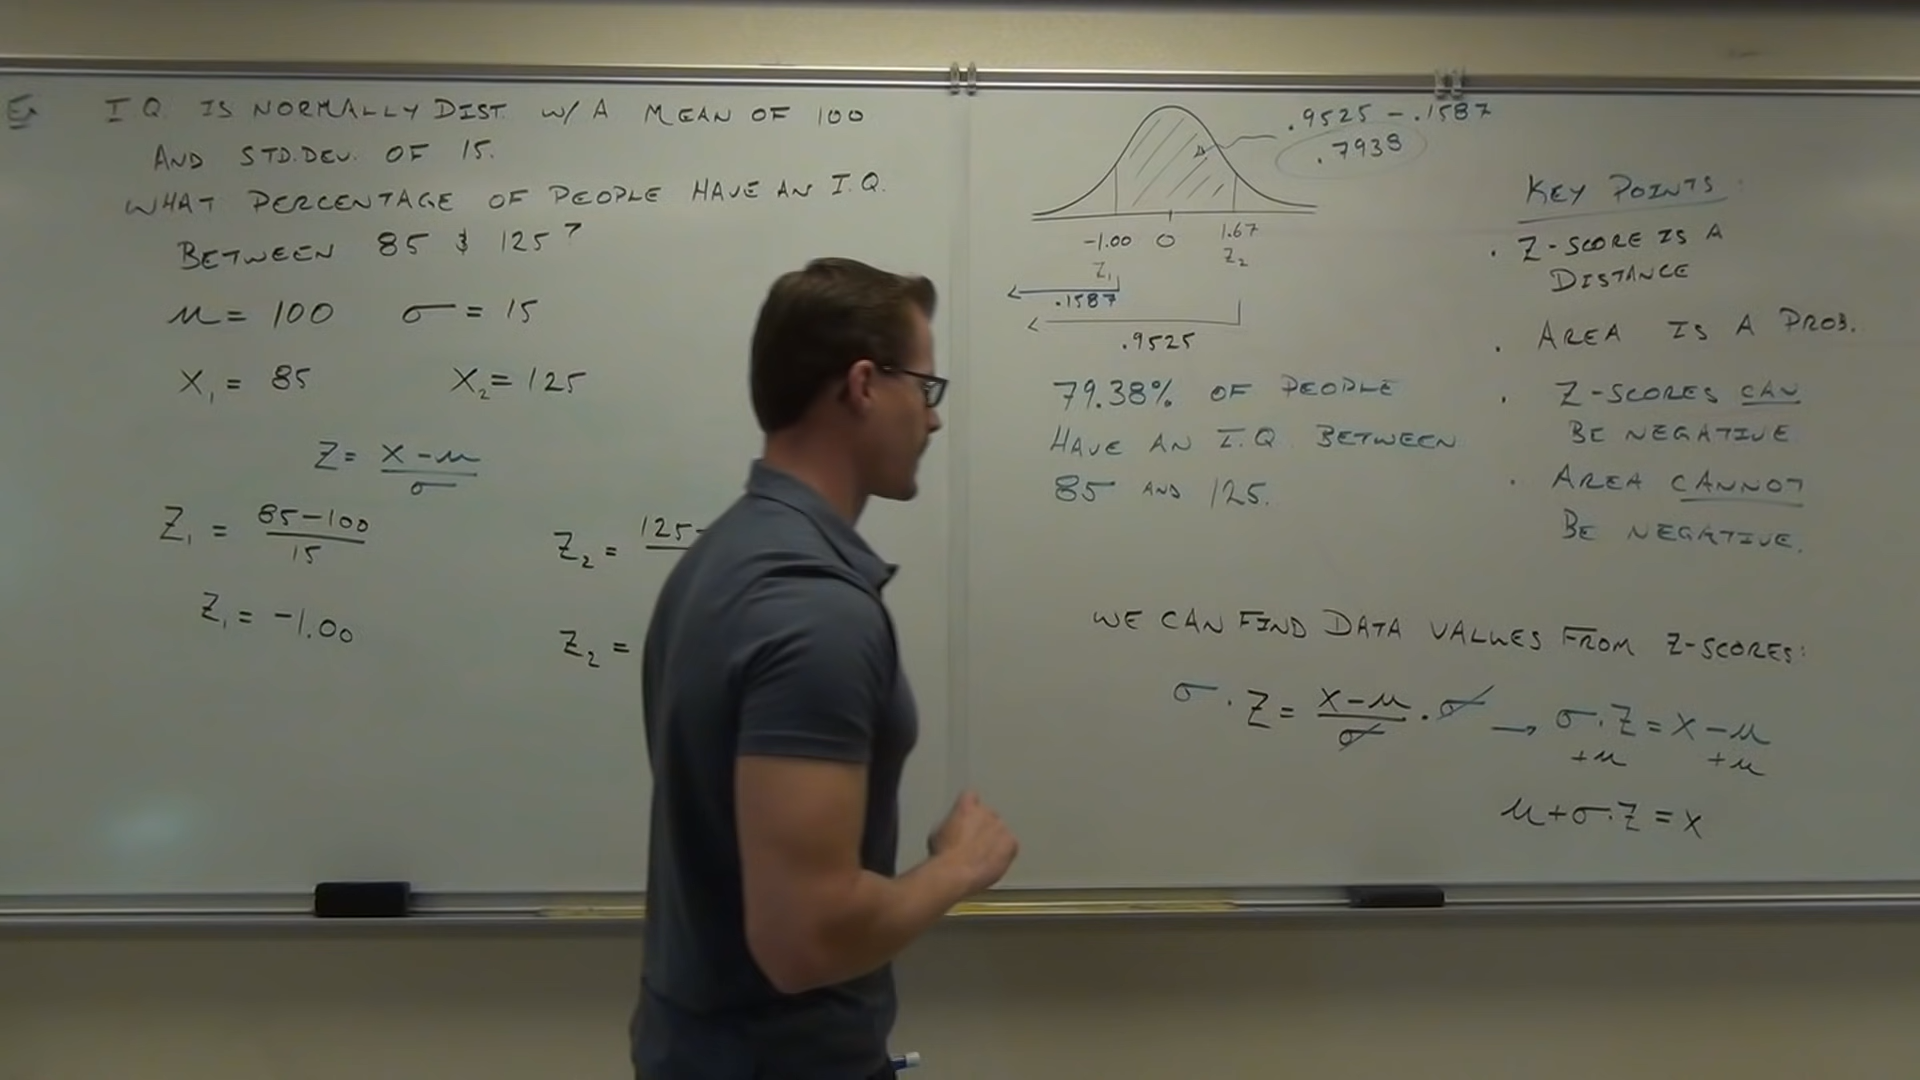 Ex I.Q. IS NORMALLY DIST. W/ A MEAN OF 100
AND STD.DEV. OF 15.
WHAT PERCENTAGE OF PEOPLE HAVE AN I.Q.
BETWEEN 85 & 125?
μ = 100 σ = 15
X₁ = 85 X₂ = 125
Z = (X - μ)/σ
Z₁ = (85 - 100)/15 Z₂ = 125 -
Z₁ = -1.00 Z₂ =
.9525 - .1587
.7938
-1.00 0 1.67
Z₁ Z₂
.1587
.9525
79.38% OF PEOPLE
HAVE AN I.Q. BETWEEN
85 AND 125.
KEY POINTS:
· Z-SCORE IS A
DISTANCE
· AREA IS A PROB.
· Z-SCORES CAN
BE NEGATIVE
· AREA CANNOT
BE NEGATIVE.
WE CAN FIND DATA VALUES FROM Z-SCORES:
σ · Z = (X - μ)/σ · σ → σ · Z = X - μ
+μ +μ
μ + σ · Z = X